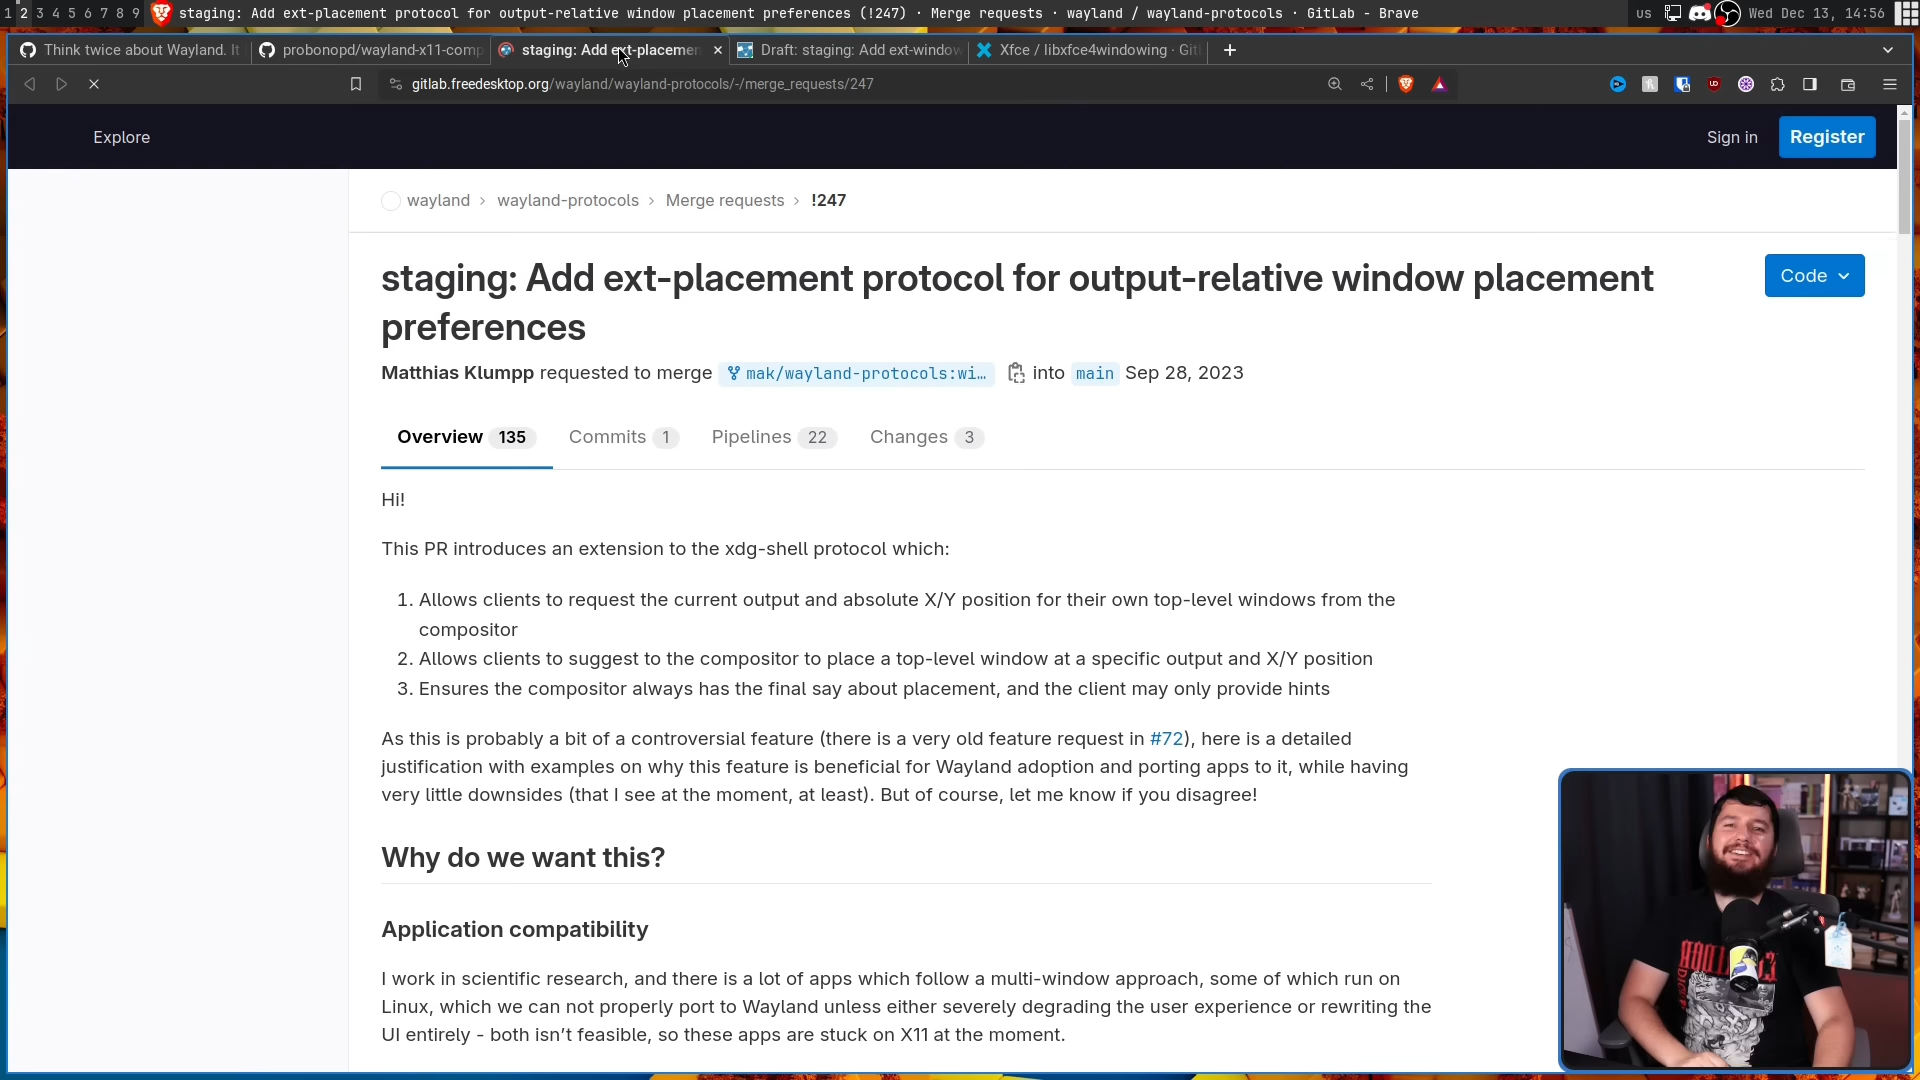 1 2 3 4 5 6 7 8 9 staging: Add ext-placement protocol for output-relative window placement preferences (!247) · Merge requests · wayland / wayland-protocols · GitLab - Brave us Wed Dec 13, 14:56
Think twice about Wayland. It probonopd/wayland-x11-comp staging: Add ext-placemen Draft: staging: Add ext-window Xfce / libxfce4windowing · Git
gitlab.freedesktop.org/wayland/wayland-protocols/-/merge_requests/247
Explore Sign in Register
wayland › wayland-protocols › Merge requests › !247
staging: Add ext-placement protocol for output-relative window placement
preferences
Code
Matthias Klumpp requested to merge mak/wayland-protocols:wi… into main Sep 28, 2023
Overview 135 Commits 1 Pipelines 22 Changes 3
Hi!
This PR introduces an extension to the xdg-shell protocol which:
1. Allows clients to request the current output and absolute X/Y position for their own top-level windows from the
compositor
2. Allows clients to suggest to the compositor to place a top-level window at a specific output and X/Y position
3. Ensures the compositor always has the final say about placement, and the client may only provide hints
As this is probably a bit of a controversial feature (there is a very old feature request in #72), here is a detailed
justification with examples on why this feature is beneficial for Wayland adoption and porting apps to it, while having
very little downsides (that I see at the moment, at least). But of course, let me know if you disagree!
Why do we want this?
Application compatibility
I work in scientific research, and there is a lot of apps which follow a multi-window approach, some of which run on
Linux, which we can not properly port to Wayland unless either severely degrading the user experience or rewriting the
UI entirely - both isn't feasible, so these apps are stuck on X11 at the moment.